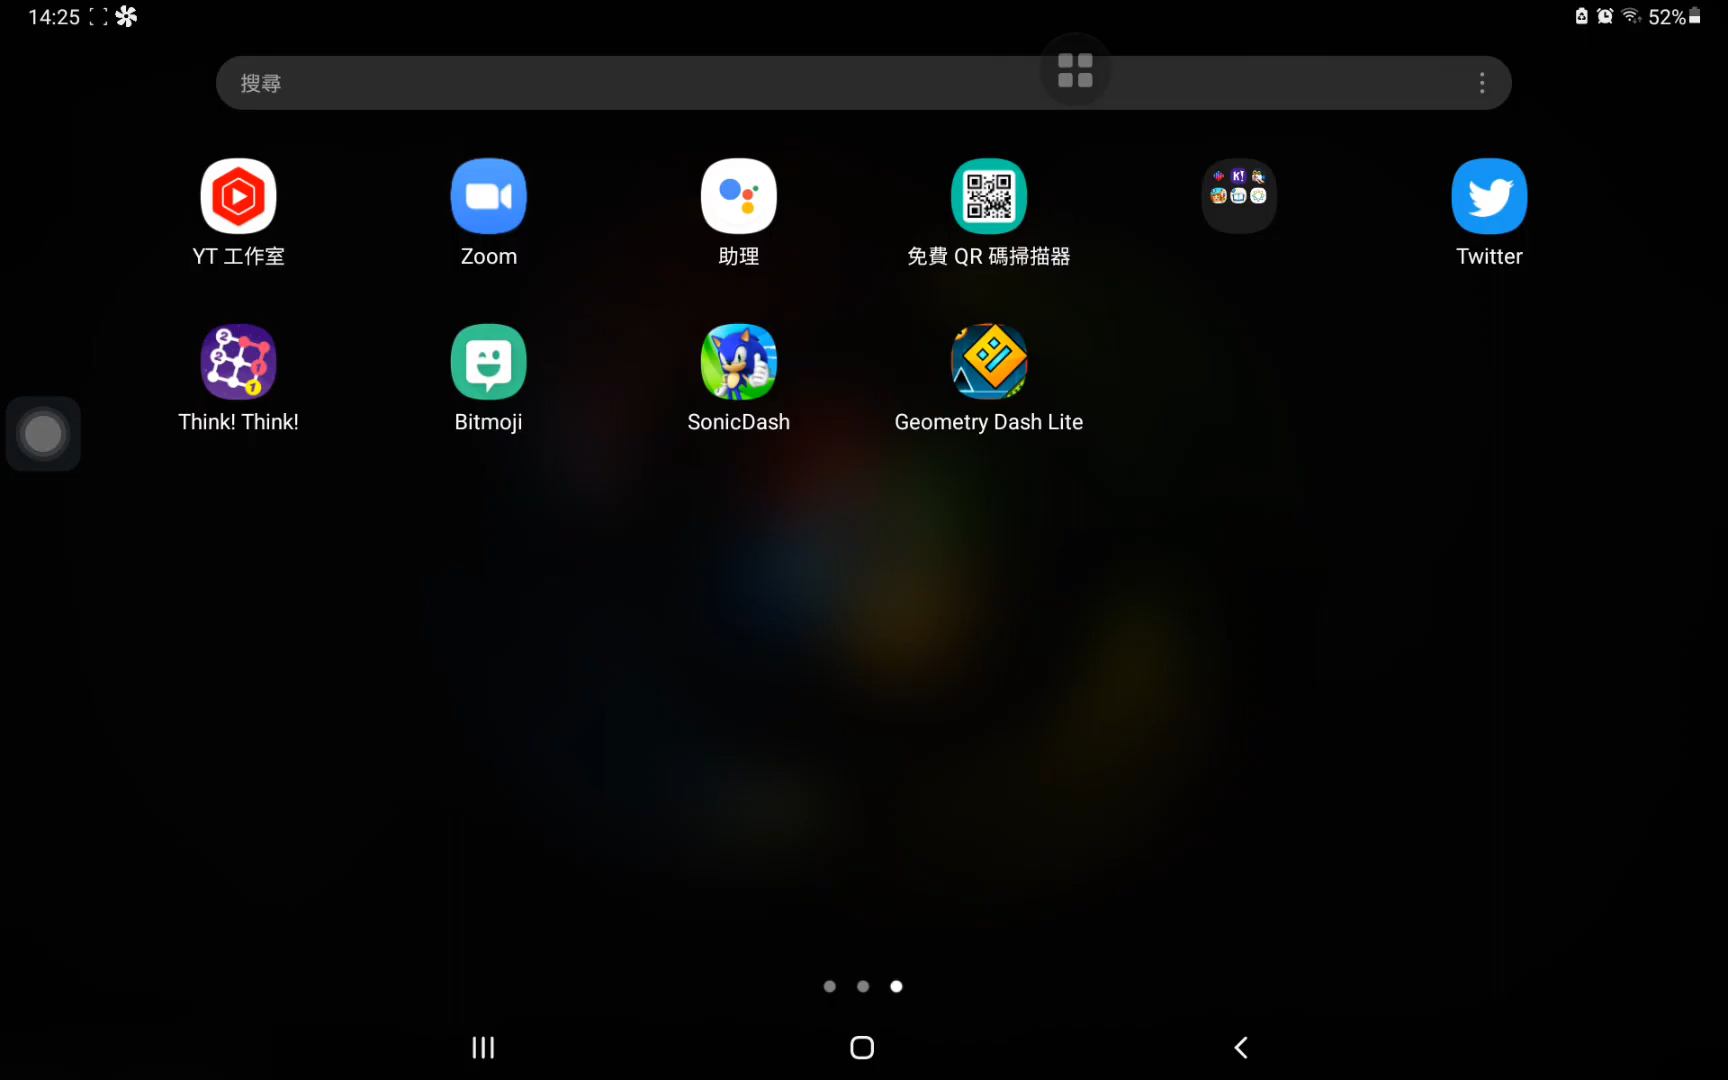 14:25
52%
搜尋
YT 工作室
Zoom
助理
免費 QR 碼掃描器
K!
Twitter
Think! Think!
Bitmoji
SonicDash
Geometry Dash Lite